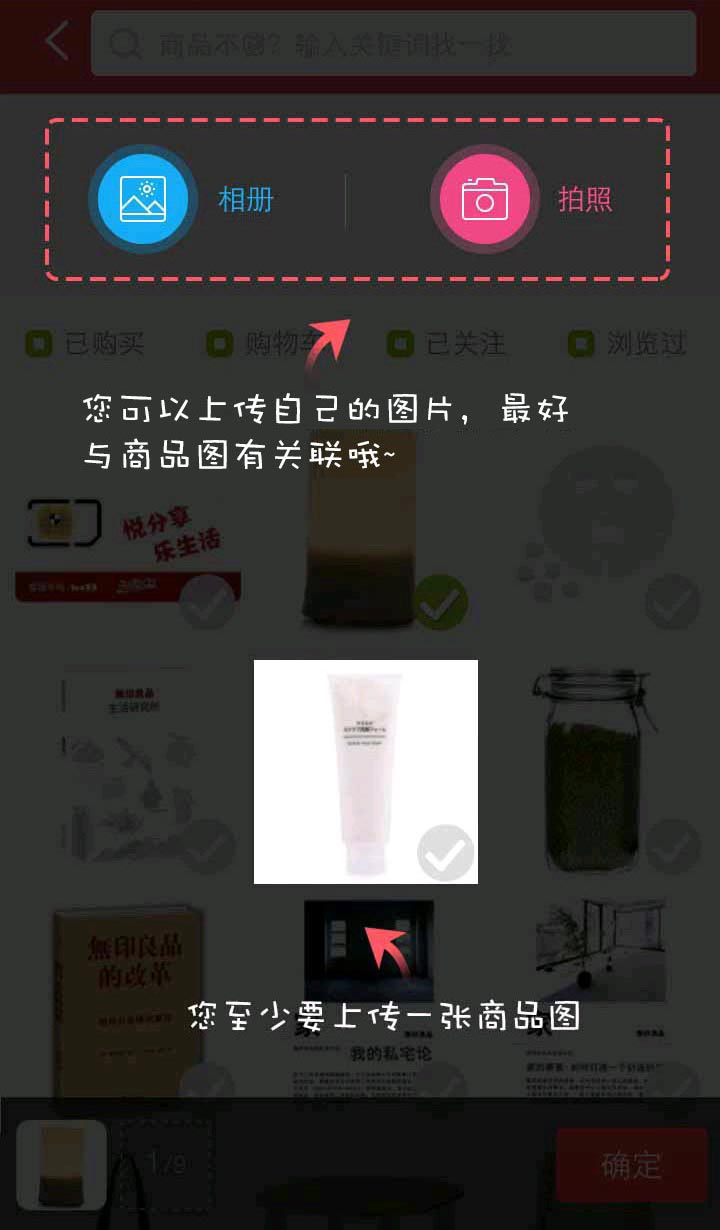 商品不够？输入关键词找一找
相册
拍照
已购买
购物车
已关注
浏览过
您可以上传自己的图片，最好
与商品图有关联哦~
悦分享
乐生活
無印良品
生活研究所
無印良品
的改革
您至少要上传一张商品图
家
我的私宅论
1/9
确定